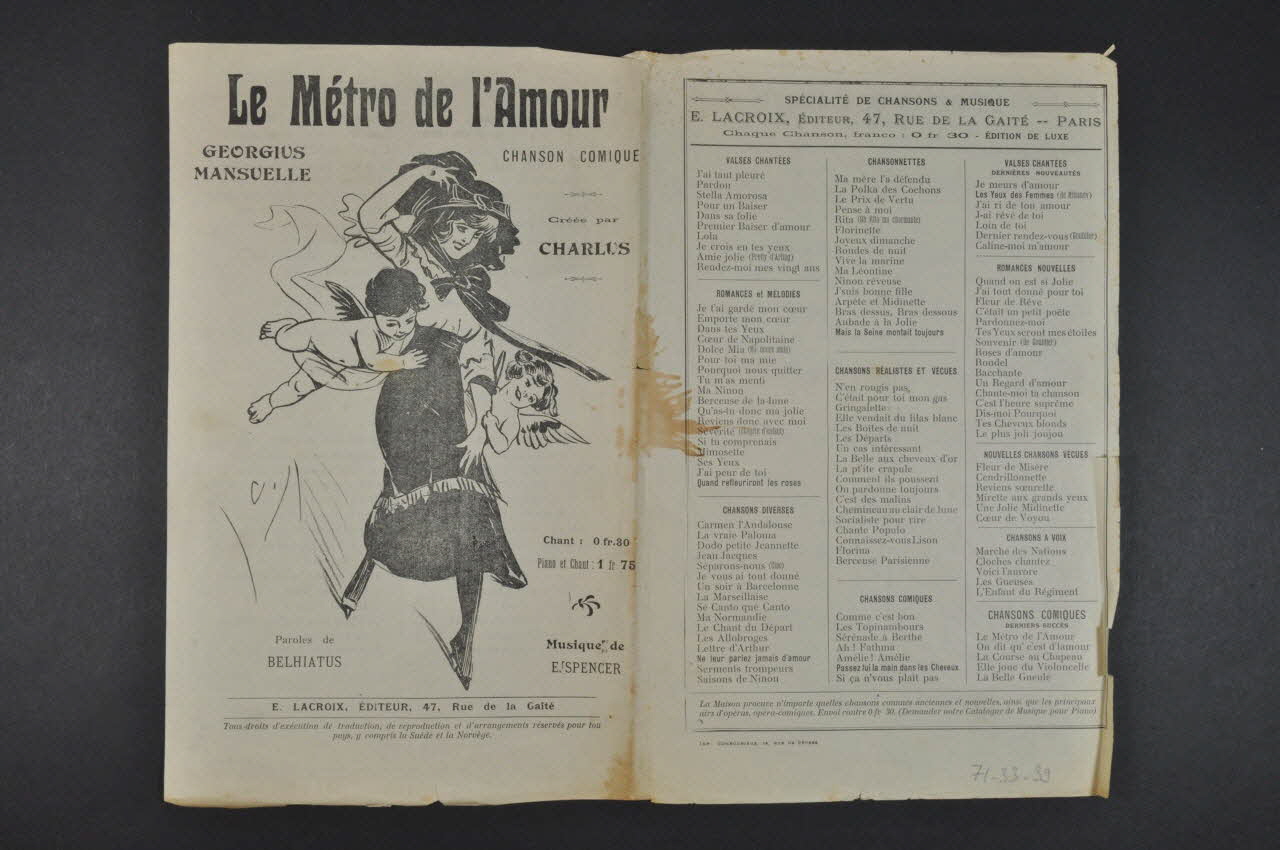 Le Métro de l'Amour
GEORGIUS
MANSUELLE
CHANSON COMIQUE
Créée par
CHARLUS
Chant : 0 fr.30
Piano et Chant : 1 fr 75
Paroles de
BELHIATUS
Musique de
E. SPENCER
E. LACROIX, ÉDITEUR, 47, Rue de la Gaîté
Tous-droits d'exécution de traduction, de reproduction et d'arrangements réservés pour tou
pays, y compris la Suède et la Norvège.
SPÉCIALITÉ DE CHANSONS & MUSIQUE
E. LACROIX, ÉDITEUR, 47, RUE DE LA GAITÉ -- PARIS
Chaque Chanson, franco : 0 fr 30 - ÉDITION DE LUXE
VALSES CHANTÉES
J'ai tant pleuré
Pardon
Stella Amorosa
Pour un Baiser
Dans sa folie
Premier Baiser d'amour
Lola
Je crois en tes yeux
Amie jolie (Pretty d'Arling)
Rendez-moi mes vingt ans
ROMANCES et MELODIES
Je t'ai gardé mon cœur
Emporte mon cœur
Dans tes Yeux
Cœur de Napolitaine
Dolce Mia
Pour toi ma mie
Pourquoi nous quitter
Tu m'as menti
Ma Ninon
Berceuse de la lune
Qu'as-tu donc ma jolie
Reviens donc avec moi
Sévérité
Si tu comprenais
Mimosette
Ses Yeux
J'ai peur de toi
Quand refleuriront les roses
CHANSONS DIVERSES
Carmen l'Andalouse
La vraie Paloma
Dodo petite Jeannette
Jean Jacques
Séparons-nous
Je vous ai tout donné
Un soir à Barcelonne
La Marseillaise
Sé Canto que Canto
Ma Normandie
Le Chant du Départ
Les Allobroges
Lettre d'Arthur
Ne leur parlez jamais d'amour
Serments trompeurs
Saisons de Ninon
CHANSONNETTES
Ma mère l'a défendu
La Polka des Cochons
Le Prix de Vertu
Pense à moi
Rita (Ma Rita ma charmante)
Florinette
Joyeux dimanche
Rondes de nuit
Vive la marine
Ma Léontine
Ninon rêveuse
J'suis bonne fille
Arpète et Midinette
Bras dessus, Bras dessous
Aubade à la Jolie
Mais la Seine montait toujours
CHANSONS RÉALISTES ET VÉCUES
N'en rougis pas,
C'était pour toi mon gas
Gringalette
Elle vendait du lilas blanc
Les Boites de nuit
Les Départs
Un cas intéressant
La Belle aux cheveux d'or
La pt'ite crapule
Comment ils poussent
On pardonne toujours
C'est des malins
Chemineau au clair de lune
Socialiste pour rire
Chante Populo
Connaissez-vous Lison
Florina
Berceuse Parisienne
CHANSONS COMIQUES
Comme c'est bon
Les Topinambours
Sérénade à Berthe
Ah ! Fathma
Amélie ! Amélie
Passez lui la main dans les Cheveux
Si ça n'vous plaît pas
VALSES CHANTÉES
DERNIÈRES NOUVEAUTÉS
Je meurs d'amour
Les Yeux des Femmes
J'ai ri de ton amour
J-ai rêvé de toi
Loin de toi
Dernier rendez-vous
Caline-moi m'amour
ROMANCES NOUVELLES
Quand on est si Jolie
J'ai tout donné pour toi
Fleur de Rêve
C'était un petit poète
Pardonnez-moi
Tes Yeux seront mes étoiles
Souvenir
Roses d'amour
Rondel
Bacchante
Un Regard d'amour
Chante-moi ta chanson
C'est l'heure suprême
Dis-moi Pourquoi
Tes Cheveux blonds
Le plus joli joujou
NOUVELLES CHANSONS VÉCUES
Fleur de Misère
Cendrillonnette
Reviens sœurette
Mirette aux grands yeux
Une Jolie Midinette
Cœur de Voyou
CHANSONS A VOIX
Marche des Nations
Cloches chantez
Voici l'aurore
Les Gueuses
L'Enfant du Régiment
CHANSONS COMIQUES
DERNIERS SUCCÈS
Le Métro de l'Amour
On dit qu' c'est d'lamour
La Course au Chapeau
Elle joue du Violoncelle
La Belle Gueule
La Maison procure n'importe quelles chansons connues anciennes et nouvelles, ainsi que les principaux
airs d'opéras, opéra-comiques. Envoi contre 0 fr 30. (Demander notre Catalogue de Musique pour Piano)
71-33-39